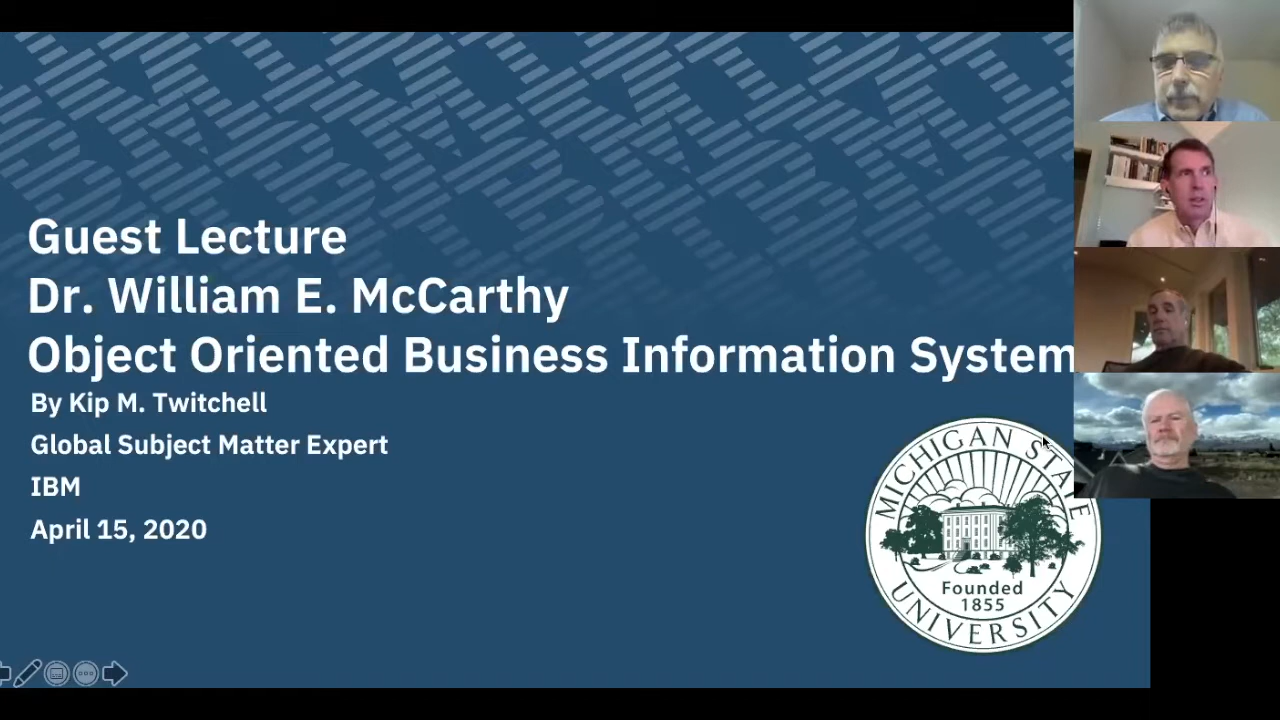 Guest Lecture
Dr. William E. McCarthy
Object Oriented Business Information System
By Kip M. Twitchell
Global Subject Matter Expert
IBM
April 15, 2020
MICHIGAN STATE
Founded
1855
UNIVERSITY